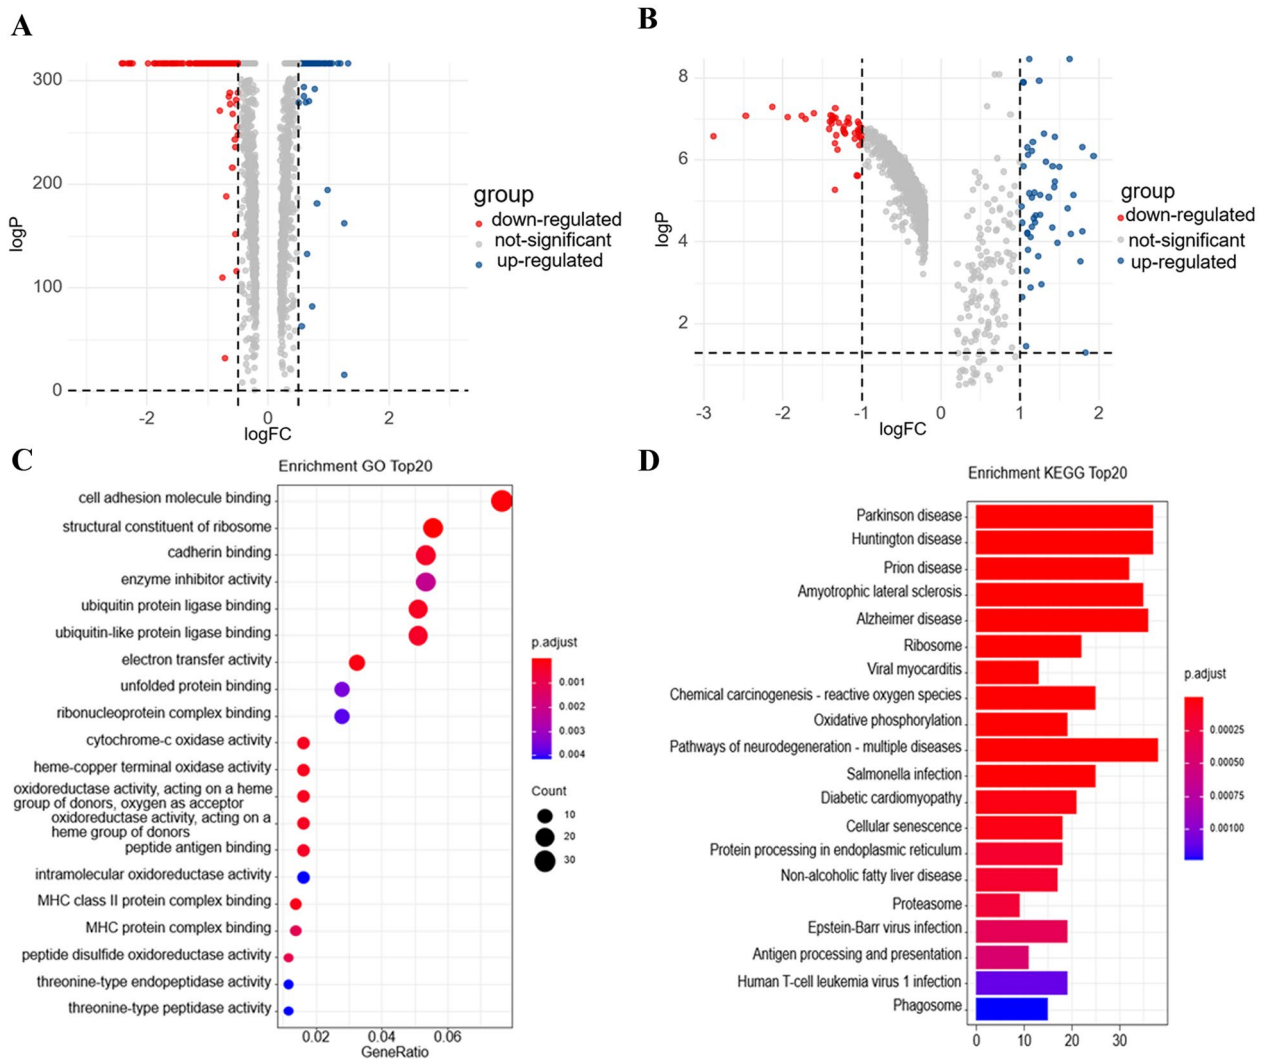 A
300
200
100
0
logP
-2
0
2
logFC
group
down-regulated
not-significant
up-regulated
B
8
6
4
2
logP
-3
-2
-1
0
1
2
logFC
group
down-regulated
not-significant
up-regulated
C
Enrichment GO Top20
cell adhesion molecule binding
structural constituent of ribosome
cadherin binding
enzyme inhibitor activity
ubiquitin protein ligase binding
ubiquitin-like protein ligase binding
electron transfer activity
unfolded protein binding
ribonucleoprotein complex binding
cytochrome-c oxidase activity
heme-copper terminal oxidase activity
oxidoreductase activity, acting on a heme
group of donors, oxygen as acceptor
oxidoreductase activity, acting on a
heme group of donors
peptide antigen binding
intramolecular oxidoreductase activity
MHC class II protein complex binding
MHC protein complex binding
peptide disulfide oxidoreductase activity
threonine-type endopeptidase activity
threonine-type peptidase activity
0.02
0.04
0.06
GeneRatio
p.adjust
0.001
0.002
0.003
0.004
Count
10
20
30
D
Enrichment KEGG Top20
Parkinson disease
Huntington disease
Prion disease
Amyotrophic lateral sclerosis
Alzheimer disease
Ribosome
Viral myocarditis
Chemical carcinogenesis - reactive oxygen species
Oxidative phosphorylation
Pathways of neurodegeneration - multiple diseases
Salmonella infection
Diabetic cardiomyopathy
Cellular senescence
Protein processing in endoplasmic reticulum
Non-alcoholic fatty liver disease
Proteasome
Epstein-Barr virus infection
Antigen processing and presentation
Human T-cell leukemia virus 1 infection
Phagosome
0
10
20
30
p.adjust
0.00025
0.00050
0.00075
0.00100